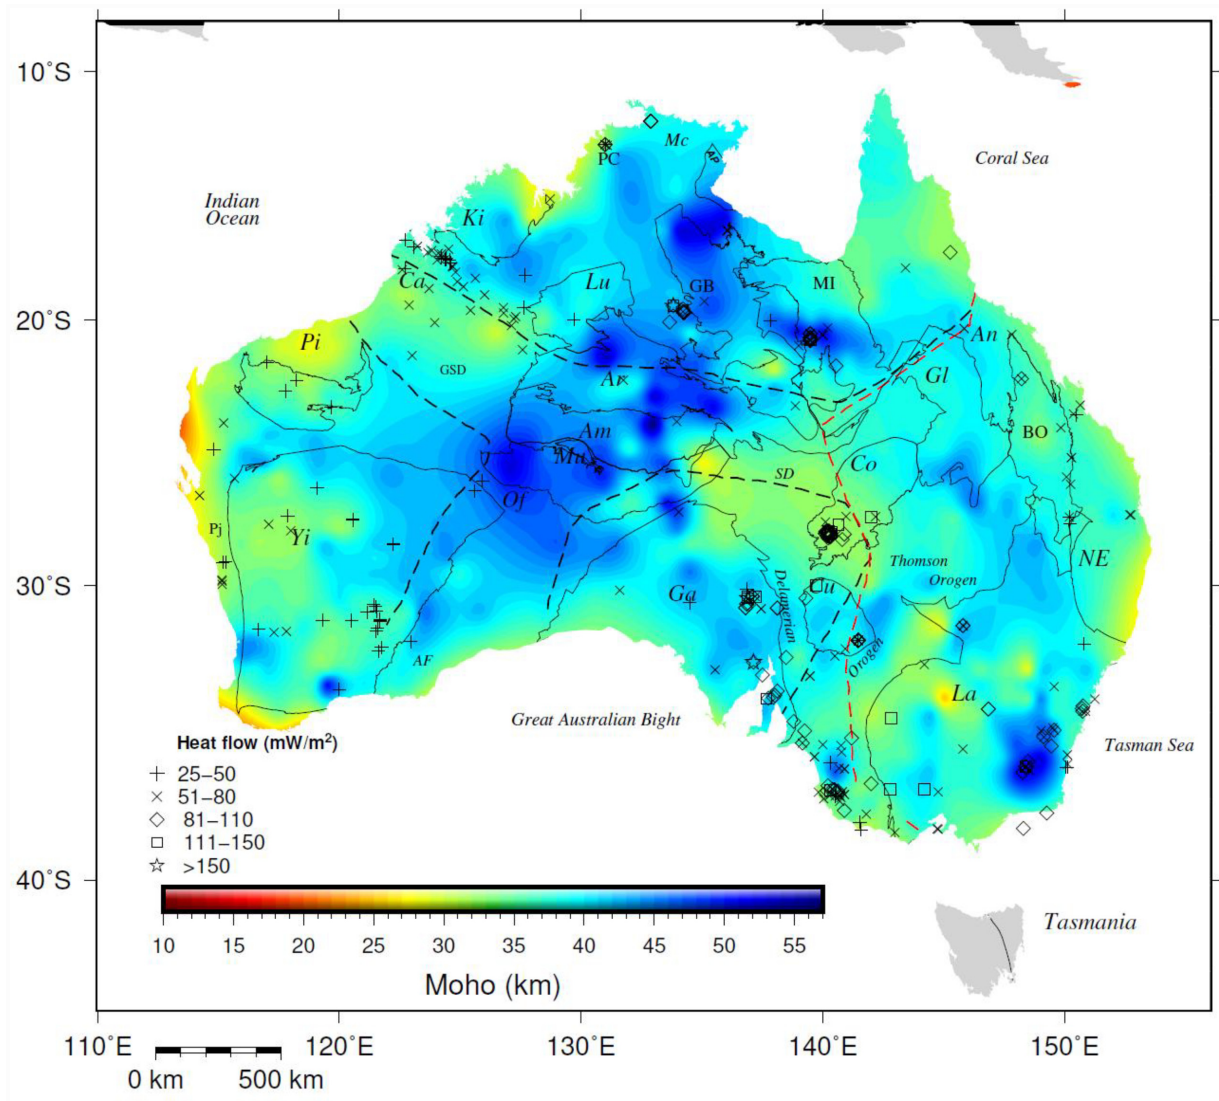 10°S
Mc
PC
AP
Coral Sea
Indian
Ocean
Ki
Ca
Lu
GB
MI
20°S
Pi
An
GSD
Ar
Gl
Am
BO
Mu
SD
Co
Of
Pj
Yi
Thomson
NE
Orogen
30°S
Ga
Delamerian
Cu
Orogen
AF
La
Great Australian Bight
Tasman Sea
Heat flow (mW/m²)
25–50
51–80
81–110
111–150
>150
40°S
Tasmania
10 15 20 25 30 35 40 45 50 55
Moho (km)
110°E 120°E 130°E 140°E 150°E
0 km 500 km